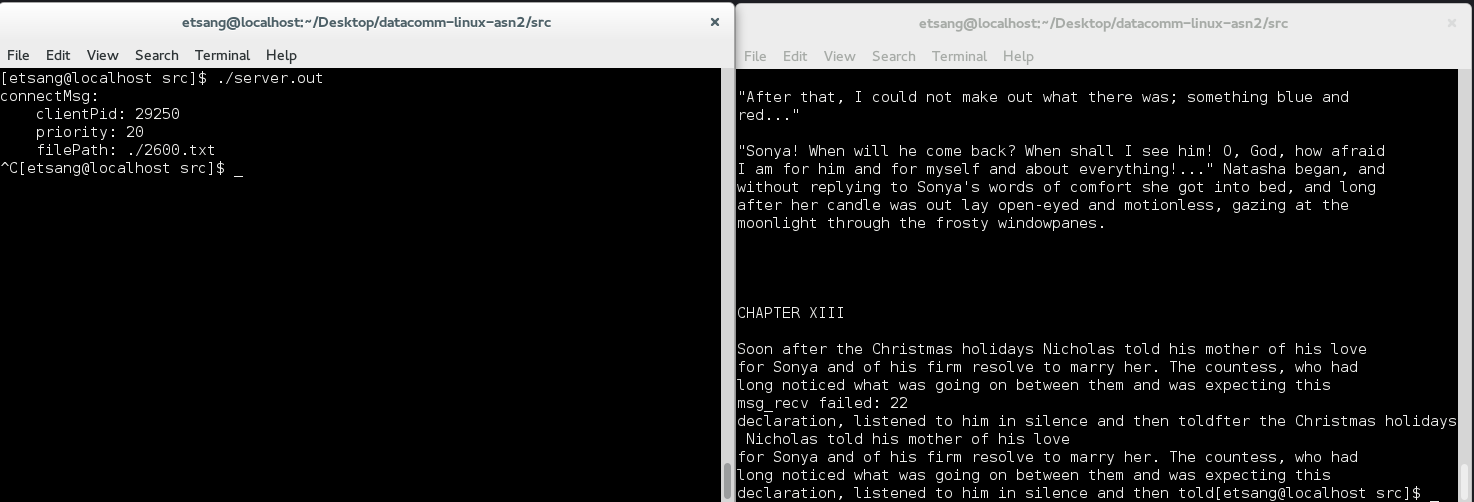 etsang@localhost:~/Desktop/datacomm-linux-asn2/src ×
File Edit View Search Terminal Help
[etsang@localhost src]$ ./server.out
connectMsg:
    clientPid: 29250
    priority: 20
    filePath: ./2600.txt
^C[etsang@localhost src]$ _
etsang@localhost:~/Desktop/datacomm-linux-asn2/src ×
File Edit View Search Terminal Help
"After that, I could not make out what there was; something blue and
red..."
"Sonya! When will he come back? When shall I see him! O, God, how afraid
I am for him and for myself and about everything!..." Natasha began, and
without replying to Sonya's words of comfort she got into bed, and long
after her candle was out lay open-eyed and motionless, gazing at the
moonlight through the frosty windowpanes.
CHAPTER XIII
Soon after the Christmas holidays Nicholas told his mother of his love
for Sonya and of his firm resolve to marry her. The countess, who had
long noticed what was going on between them and was expecting this
msg_recv failed: 22
declaration, listened to him in silence and then toldfter the Christmas holidays
 Nicholas told his mother of his love
for Sonya and of his firm resolve to marry her. The countess, who had
long noticed what was going on between them and was expecting this
declaration, listened to him in silence and then told[etsang@localhost src]$ _